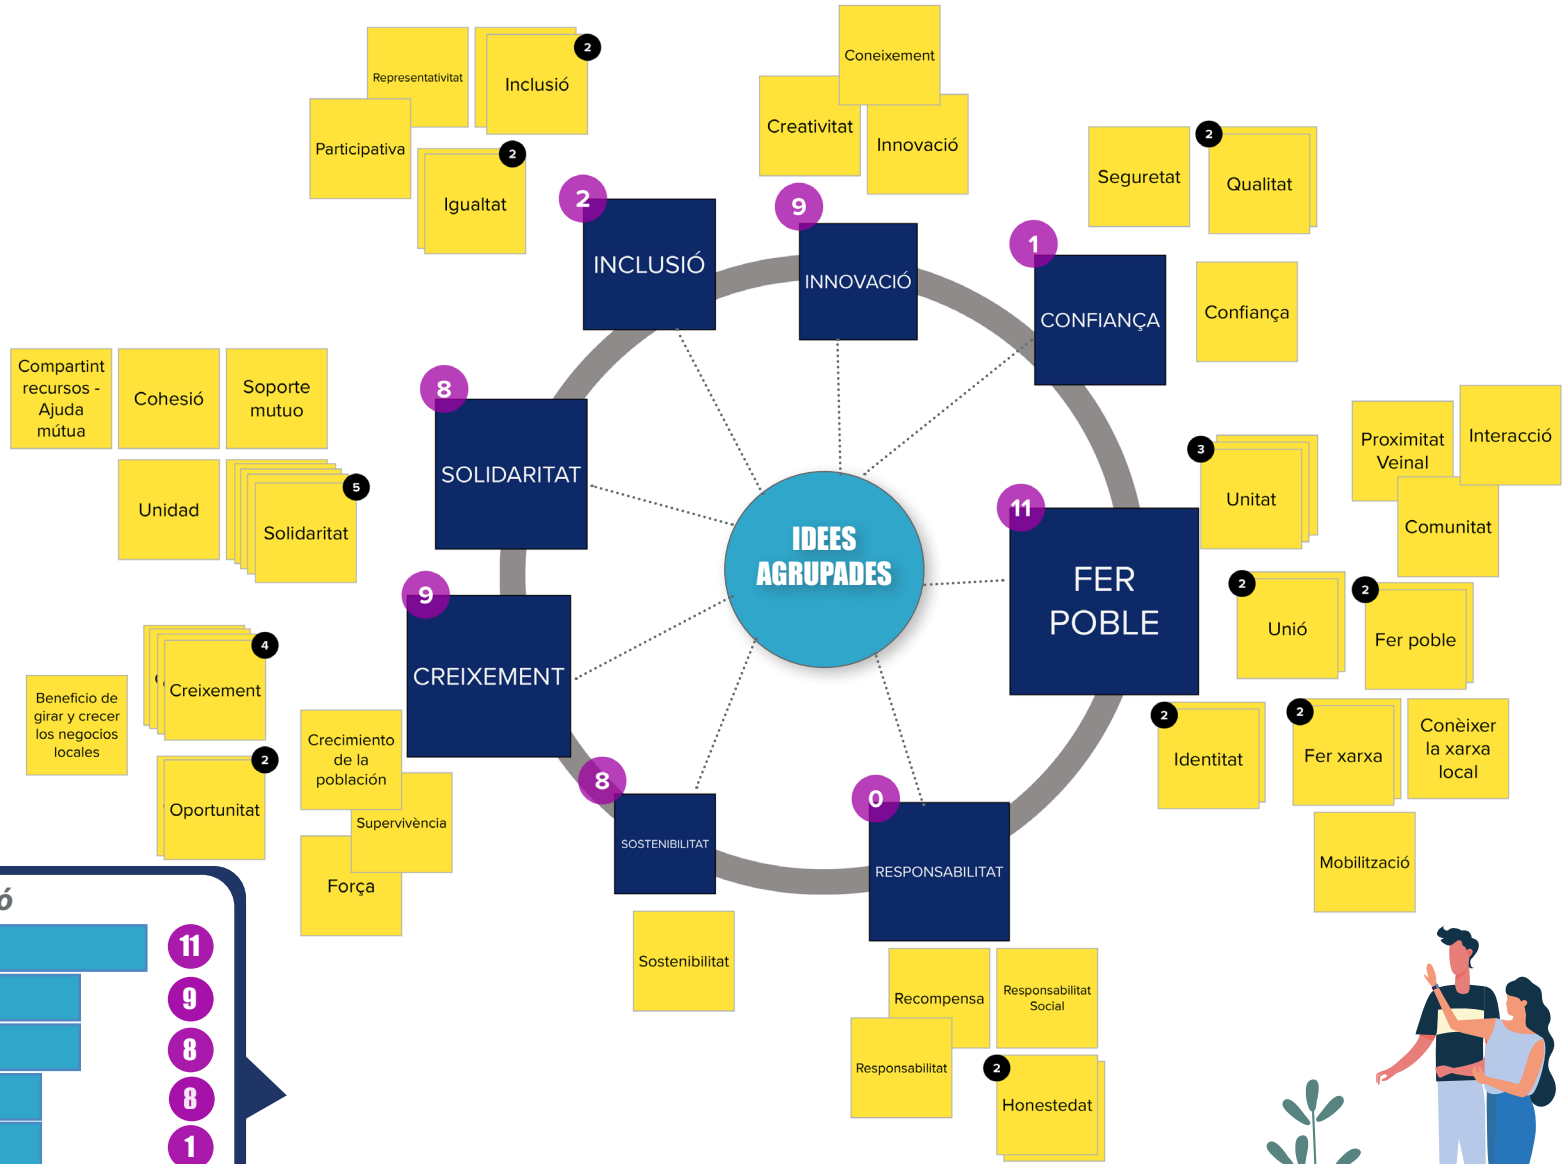 2
Representativitat
Inclusió
Participativa
2
Igualtat
Coneixement
Creativitat
Innovació
Seguretat
2
Qualitat
Confiança
2
INCLUSIÓ
9
INNOVACIÓ
1
CONFIANÇA
Compartint
recursos -
Ajuda
mútua
Cohesió
Soporte
mutuo
Unidad
5
Solidaritat
8
SOLIDARITAT
IDEES
AGRUPADES
11
FER
POBLE
3
Unitat
Proximitat
Veinal
Interacció
Comunitat
2
Unió
2
Fer poble
2
Identitat
2
Fer xarxa
Conèixer
la xarxa
local
Mobilització
9
CREIXEMENT
4
Creixement
Beneficio de
girar y crecer
los negocios
locales
2
Oportunitat
Crecimiento
de la
población
Supervivència
Força
8
SOSTENIBILITAT
Sostenibilitat
0
RESPONSABILITAT
Recompensa
Responsabilitat
Social
Responsabilitat
2
Honestedat
ó
11
9
8
8
1